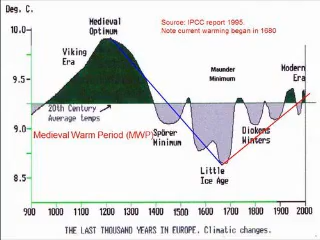 Deg. C.
Medieval
Optimum
Source: IPCC report 1995.
Note current warming began in 1680
10.0
Viking
Era
Maunder
Minimum
Modern
Era
9.5
20th Century
Average temps
9.0
Medieval Warm Period (MWP)
Spörer
Minimum
Dickens
Winters
Little
Ice Age
8.5
900 1000 1100 1200 1300 1400 1500 1600 1700 1800 1900 2000
THE LAST THOUSAND YEARS IN EUROPE. Climatic changes.